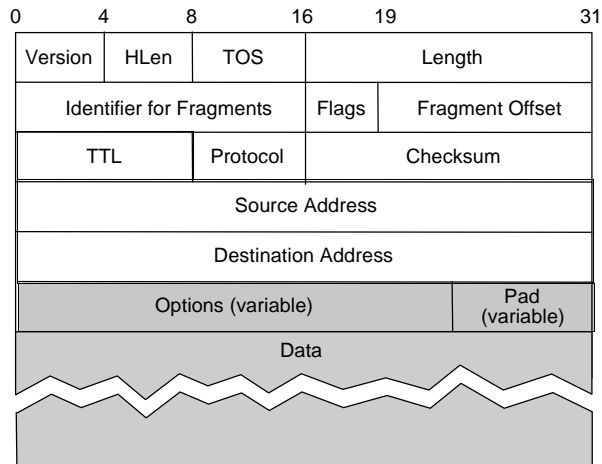 0 4 8 16 19 31
Version HLen TOS Length
Identifier for Fragments Flags Fragment Offset
TTL Protocol Checksum
Source Address
Destination Address
Options (variable) Pad
(variable)
Data